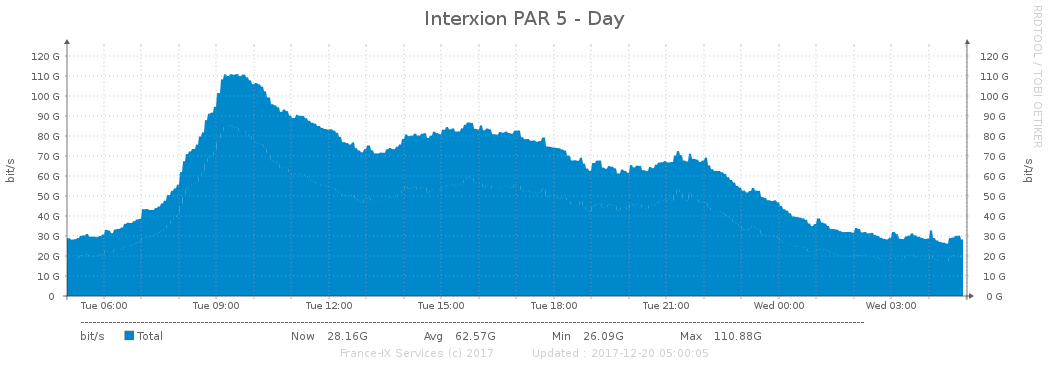 Interxion PAR 5 - Day
RRDTOOL / TOBI OETIKER
bit/s
bit/s
120 G 120 G
110 G 110 G
100 G 100 G
90 G 90 G
80 G 80 G
70 G 70 G
60 G 60 G
50 G 50 G
40 G 40 G
30 G 30 G
20 G 20 G
10 G 10 G
0 0 G
Tue 06:00 Tue 09:00 Tue 12:00 Tue 15:00 Tue 18:00 Tue 21:00 Wed 00:00 Wed 03:00
bit/s Total Now 28.16G Avg 62.57G Min 26.09G Max 110.88G
France-IX Services (c) 2017 Updated : 2017-12-20 05:00:05